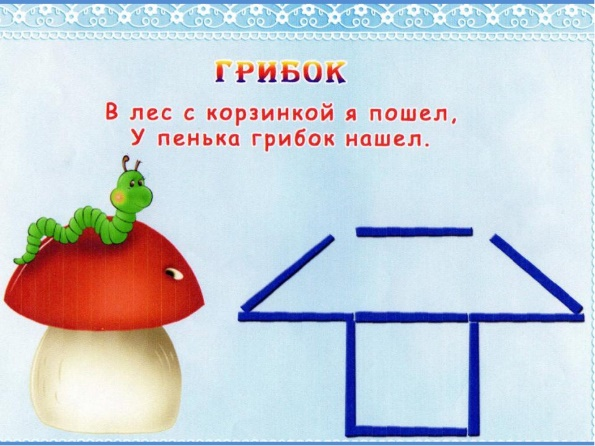 ГРИБОК
В лес с корзинкой я пошел,
У пенька грибок нашел.